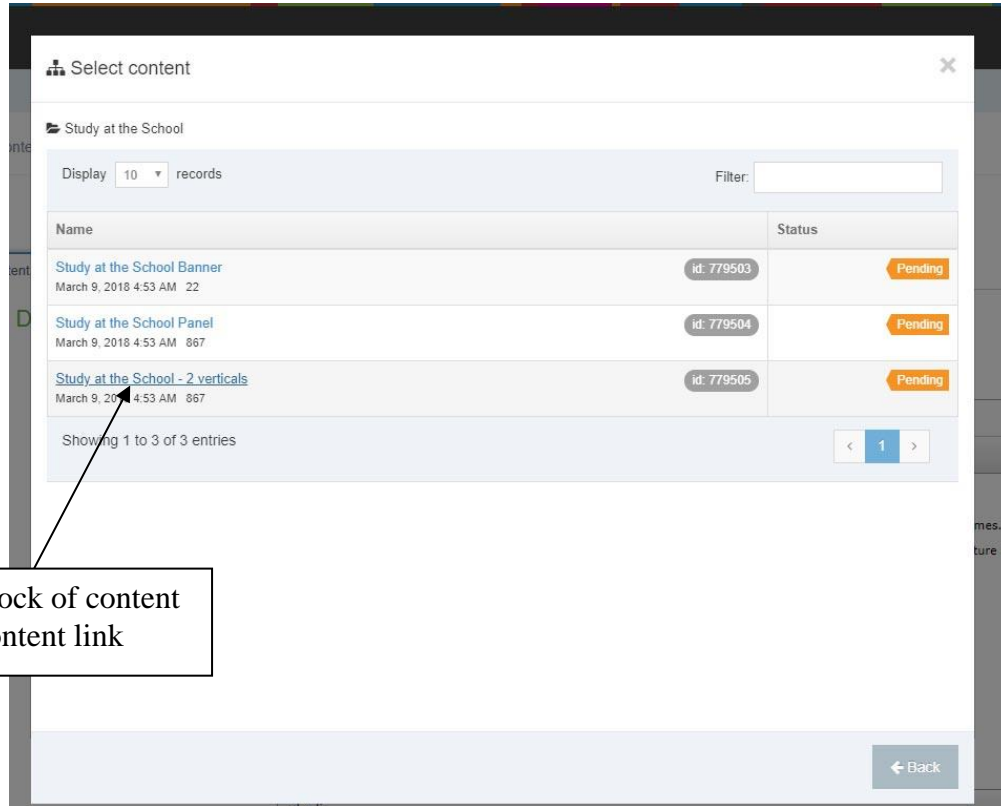 Select content
Study at the School
Display 10 records Filter:
Name Status
Study at the School Banner id: 779503 Pending
March 9, 2018 4:53 AM 22
Study at the School Panel id: 779504 Pending
March 9, 2018 4:53 AM 867
Study at the School - 2 verticals id: 779505 Pending
March 9, 4:53 AM 867
Showing 1 to 3 of 3 entries
< 1 >
mes.
ture
ock of content
ntent link
Back